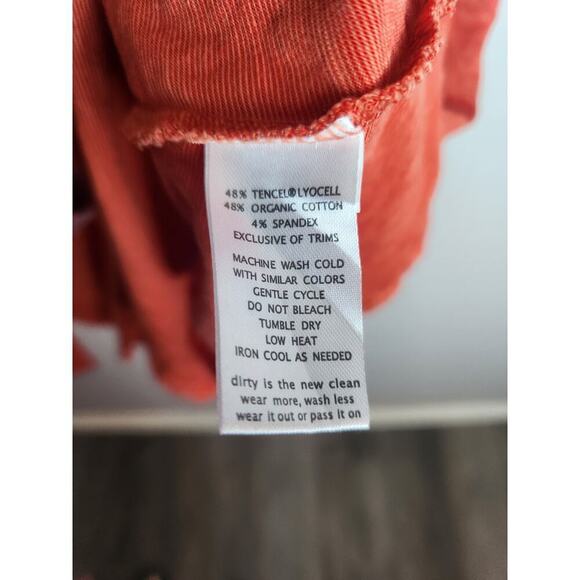 48% TENCEL®LYOCELL
48% ORGANIC COTTON
4% SPANDEX
EXCLUSIVE OF TRIMS
MACHINE WASH COLD
WITH SIMILAR COLORS
GENTLE CYCLE
DO NOT BLEACH
TUMBLE DRY
LOW HEAT
IRON COOL AS NEEDED
dirty is the new clean
wear more, wash less
wear it out or pass it on